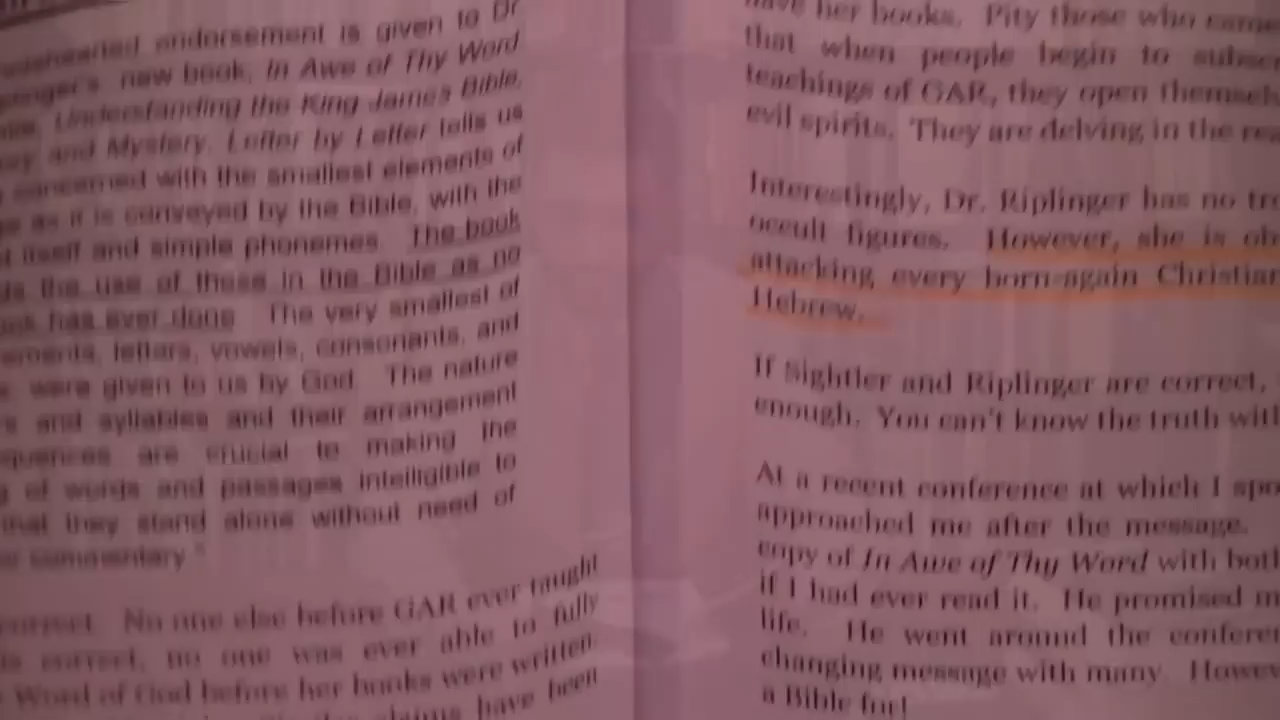 endorsement is given to Dr
new book, In Awe of Thy Word
Understanding the King James Bible,
and Mystery, Letter by Letter tells us
concerned with the smallest elements of
as it is conveyed by the Bible, with the
itself and simple phonemes. The book
the use of these in the Bible as no
has ever done. The very smallest of
letters, vowels, consonants, and
were given to us by God. The nature
and syllables and their arrangement
are crucial to making the
of words and passages intelligible to
that they stand alone without need of
commentary."
correct. No one else before GAR ever taught
is correct, no one was ever able to fully
Word of God before her books were written.
claims have been
have her books. Pity those who came
that when people begin to
teachings of GAR, they open
evil spirits. They are delving in the
Interestingly, Dr. Riplinger has no
occult figures. However, she is
attacking every born-again Christian
Hebrew.
If Sightler and Riplinger are correct,
enough. You can't know the truth
At a recent conference at which I
approached me after the message.
copy of In Awe of Thy Word with
if I had ever read it. He promised
life. He went around the
changing message with many.
a Bible for!